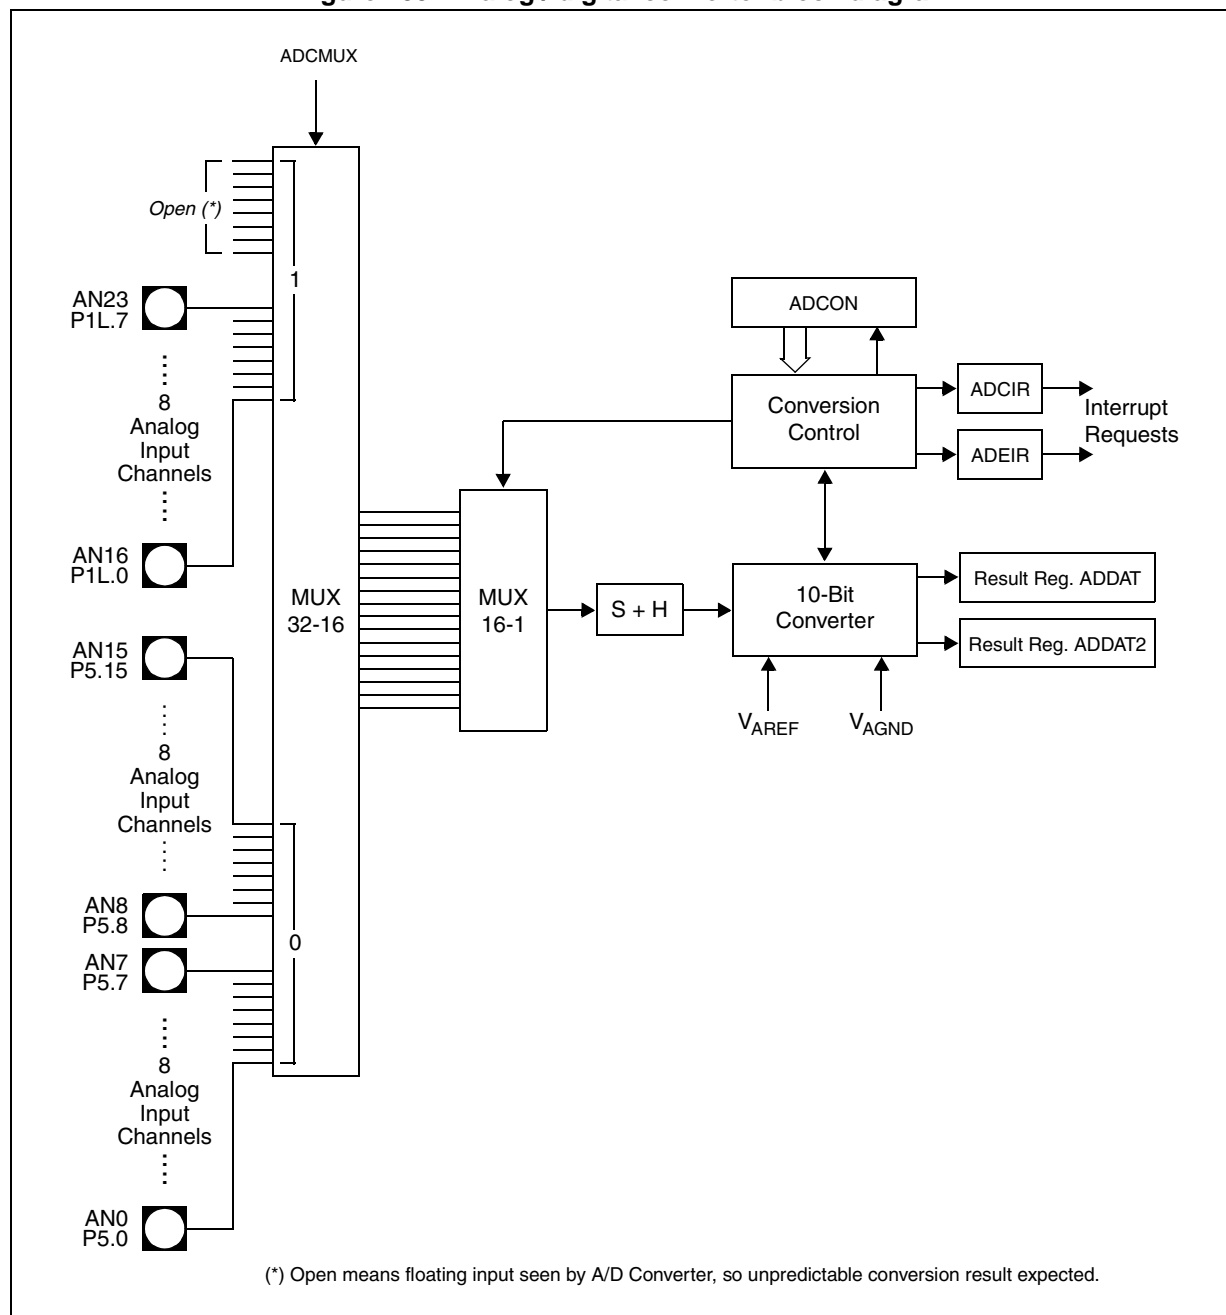 ADCMUX
Open (*)
1
AN23
P1L.7
8
Analog
Input
Channels
AN16
P1L.0
AN15
P5.15
8
Analog
Input
Channels
AN8
P5.8
AN7
P5.7
8
Analog
Input
Channels
AN0
P5.0
0
MUX
32-16
MUX
16-1
S + H
ADCON
Conversion
Control
ADCIR
ADEIR
Interrupt
Requests
10-Bit
Converter
Result Reg. ADDAT
Result Reg. ADDAT2
VAREF
VAGND
(*) Open means floating input seen by A/D Converter, so unpredictable conversion result expected.